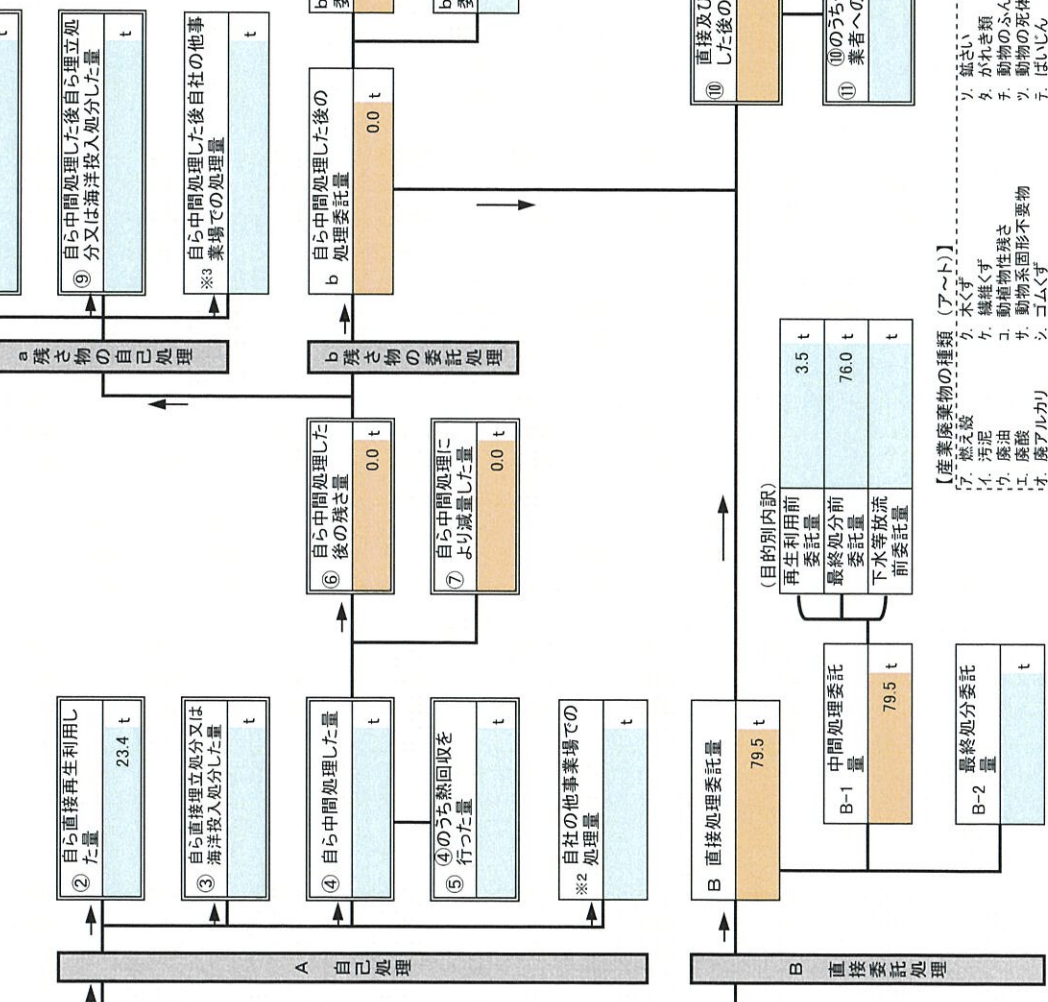 A
自己処理
② 自ら直接再生利用し
た量
23.4 t
③ 自ら直接埋立処分又は
海洋投入処分した量
t
④ 自ら中間処理した量
t
⑤ ④のうち熱回収を
行った量
t
※2 自社の他事業場での
処理量
t
⑥ 自ら中間処理した
後の残さ量
0.0 t
⑦ 自ら中間処理に
より減量した量
0.0 t
a
残さ物の自己処理
t
⑨ 自ら中間処理した後自ら埋立処
分又は海洋投入処分した量
t
※3 自ら中間処理した後自社の他事
業場での処理量
t
b
残さ物の委託処理
b 自ら中間処理した後の
処理委託量
0.0 t
b
b
B
直接委託処理
B 直接処理委託量
79.5 t
B-1 中間処理委託
量
79.5 t
B-2 最終処分委託
量
t
(目的別内訳)
再生利用前
委託量
3.5 t
最終処分前
委託量
76.0 t
下水等放流
前委託量
t
⑩ 直接及び
した後の
⑪ ⑩のうち
業者への
【産業廃棄物の種類(ア~ト)】
ア. 燃え殻
イ. 汚泥
ウ. 廃油
エ. 廃酸
オ. 廃アルカリ
ク. 木くず
ケ. 繊維くず
コ. 動植物性残さ
サ. 動物系固形不要物
シ. ゴムくず
ソ. 鉱さい
タ. がれき類
チ. 動物のふん
ツ. 動物の死体
テ. ばいじん